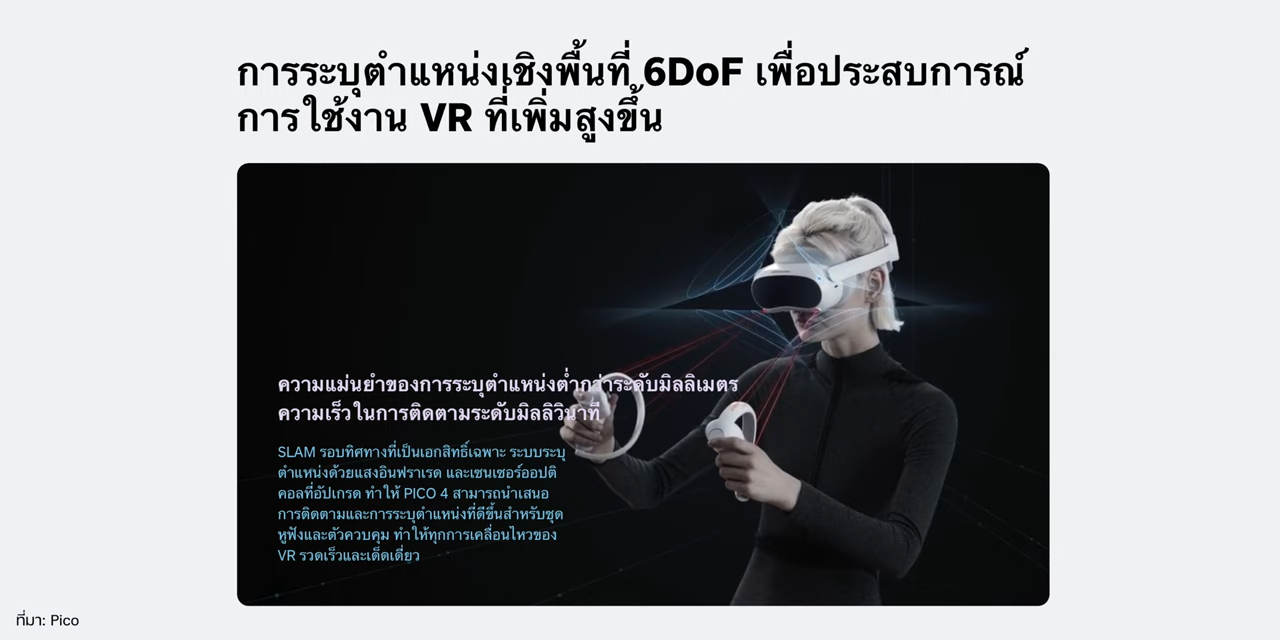 การระบุตำแหน่งเชิงพื้นที่ 6DoF เพื่อประสบการณ์
การใช้งาน VR ที่เพิ่มสูงขึ้น
ความแม่นยำของการระบุตำแหน่งต่ำกว่าระดับมิลลิเมตร
ความเร็วในการติดตามระดับมิลลิวินาที
SLAM รอบทิศทางที่เป็นเอกสิทธิ์เฉพาะ ระบบระบุ
ตำแหน่งด้วยแสงอินฟราเรด และเซนเซอร์ออปติ
คอลที่อัปเกรด ทำให้ PICO 4 สามารถนำเสนอ
การติดตามและการระบุตำแหน่งที่ดีขึ้นสำหรับชุด
หูฟังและตัวควบคุม ทำให้ทุกการเคลื่อนไหวของ
VR รวดเร็วและเด็ดเดี่ยว
ที่มา: Pico